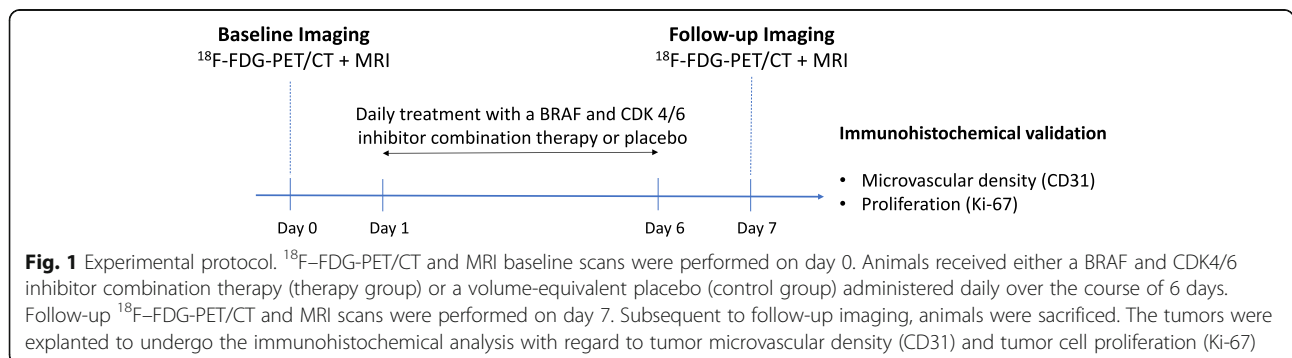 Baseline Imaging
¹⁸F-FDG-PET/CT + MRI
Follow-up Imaging
¹⁸F-FDG-PET/CT + MRI
Daily treatment with a BRAF and CDK 4/6
inhibitor combination therapy or placebo
Immunohistochemical validation
• Microvascular density (CD31)
• Proliferation (Ki-67)
Day 0
Day 1
Day 6
Day 7
Fig. 1 Experimental protocol. ¹⁸F–FDG-PET/CT and MRI baseline scans were performed on day 0. Animals received either a BRAF and CDK4/6
inhibitor combination therapy (therapy group) or a volume-equivalent placebo (control group) administered daily over the course of 6 days.
Follow-up ¹⁸F–FDG-PET/CT and MRI scans were performed on day 7. Subsequent to follow-up imaging, animals were sacrificed. The tumors were
explanted to undergo the immunohistochemical analysis with regard to tumor microvascular density (CD31) and tumor cell proliferation (Ki-67)